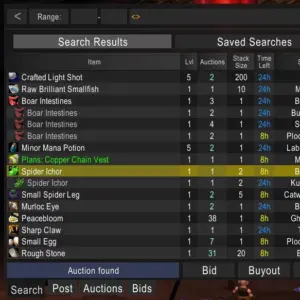 < Range: - <>
Search Results Saved Searches
Item Lvl Auctions Stack Size Time Left
Crafted Light Shot 5 2 200 24h
Raw Brilliant Smallfish 1 1 10 24h
Boar Intestines 1 3 1 24h
Boar Intestines 1 2 1 24h
Boar Intestines 1 4 1 24h
Boar Intestines 1 2 1 8h
Minor Mana Potion 5 2 1 24h
Plans: Copper Chain Vest 1 1 1 8h
Spider Ichor 1 1 2 8h
Spider Ichor 1 1 2 24h
Small Spider Leg 1 2 5 8h
Murloc Eye 1 2 1 24h
Peacebloom 1 38 1 8h
Sharp Claw 1 1 1 24h
Small Egg 1 7 1 8h
Rough Stone 1 31 20 8h
Auction found Bid Buyout
Search Post Auctions Bids